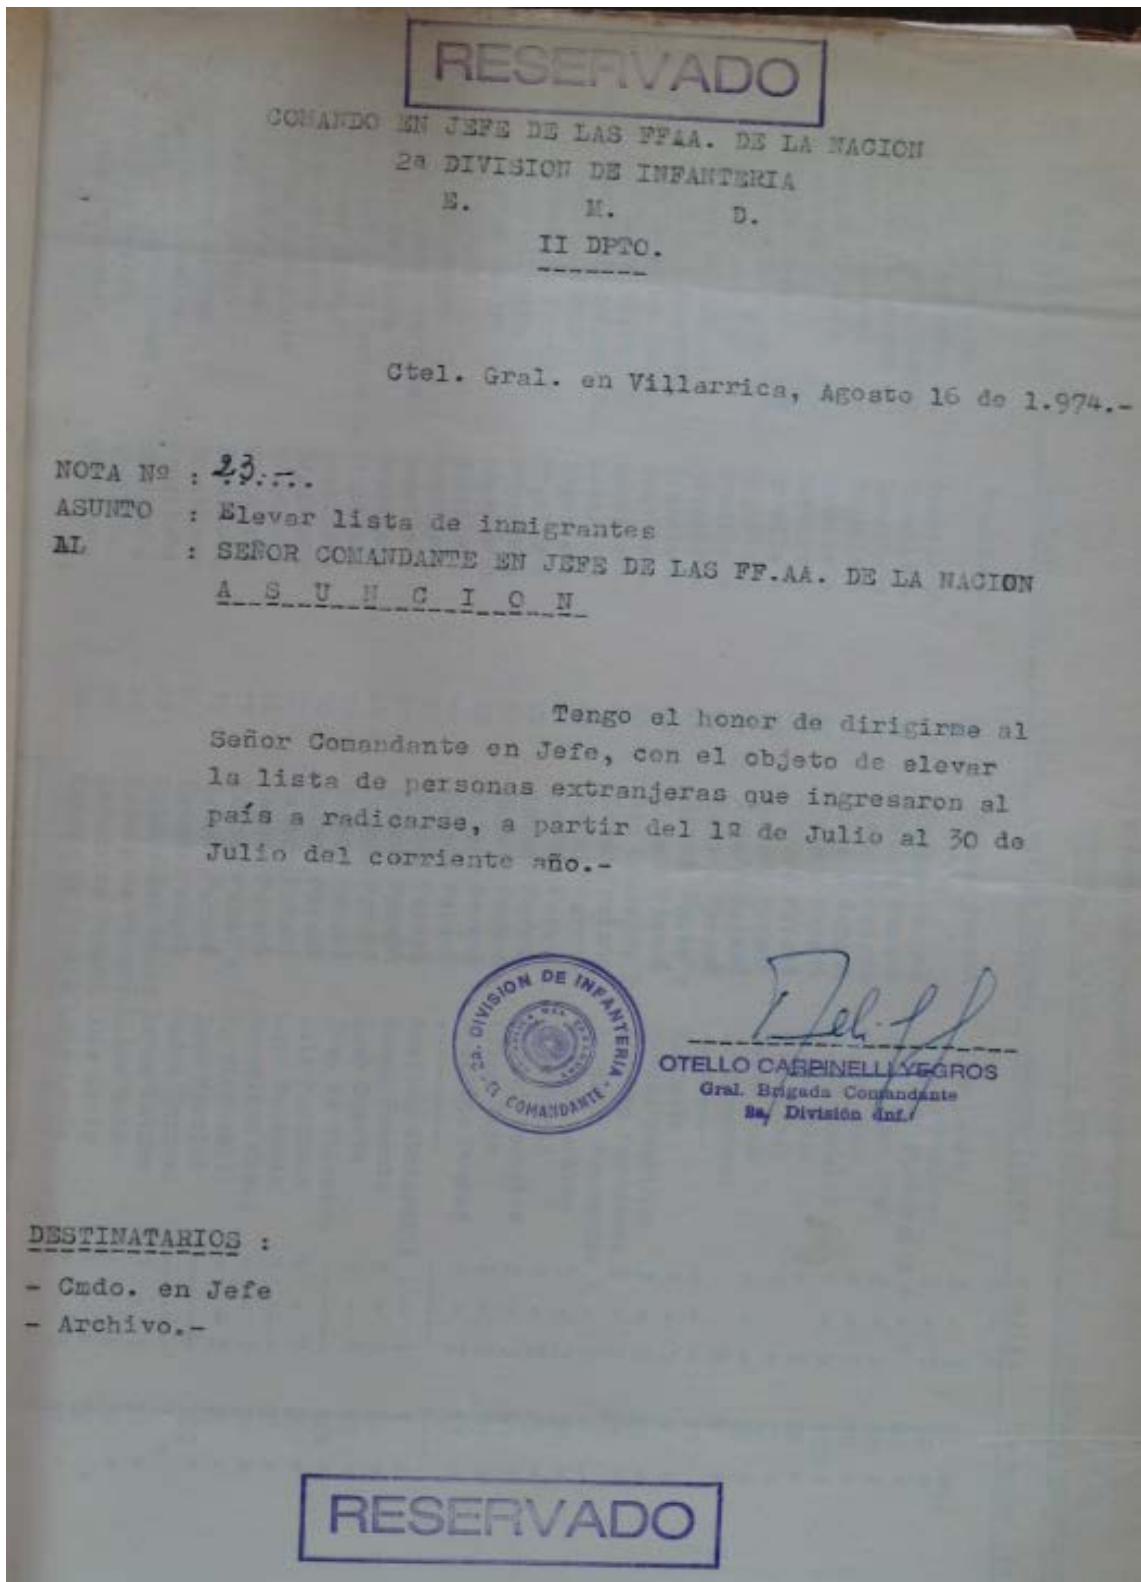 RESERVADO
COMANDO EN JEFE DE LAS FFAA. DE LA NACION
2ª DIVISION DE INFANTERIA
E. M. D.
II DPTO.
Ctel. Gral. en Villarrica, Agosto 16 de 1.974.-
NOTA Nº : 23.-
ASUNTO : Elevar lista de inmigrantes
AL : SEÑOR COMANDANTE EN JEFE DE LAS FF.AA. DE LA NACION
A S U N C I O N
Tengo el honor de dirigirme al
Señor Comandante en Jefe, con el objeto de elevar
la lista de personas extranjeras que ingresaron al
país a radicarse, a partir del 1º de Julio al 30 de
Julio del corriente año.-
2a. DIVISION DE INFANTERIA
EL COMANDANTE
OTELLO CARPINELLI YEGROS
Gral. Brigada Comandante
2a, División Inf.
DESTINATARIOS :
- Cmdo. en Jefe
- Archivo.-
RESERVADO